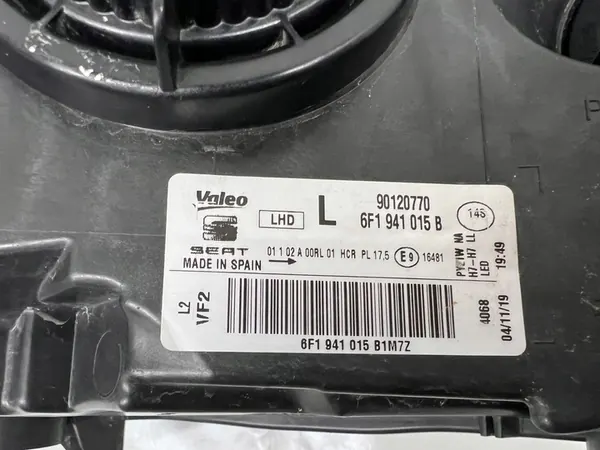 Valeo
SEAT
MADE IN SPAIN
LHD
L
90120770
6F1 941 015 B
145
01 1 02 A 00RL 01 HCR PL 17,5 E9 16481
PY21W NA
H7-H7 LL
LED
19:49
4068
04/11/19
L2
VF2
6F1 941 015 B1M7Z
P